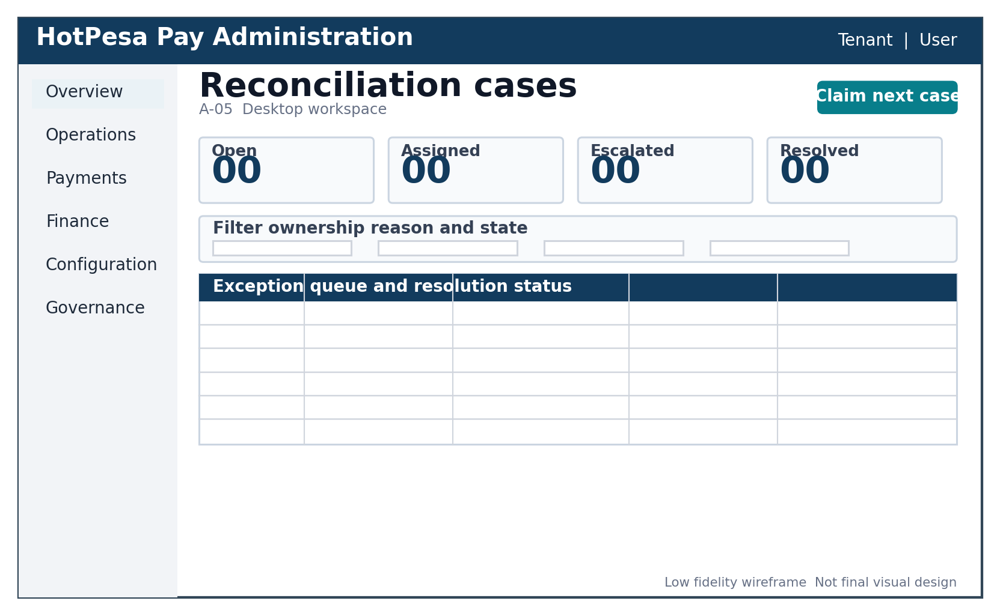 HotPesa Pay Administration
Tenant | User
Overview
Operations
Payments
Finance
Configuration
Governance
Reconciliation cases
A-05 Desktop workspace
Claim next case
Open
00
Assigned
00
Escalated
00
Resolved
00
Filter ownership reason and state
Exception queue and resolution status
Low fidelity wireframe Not final visual design